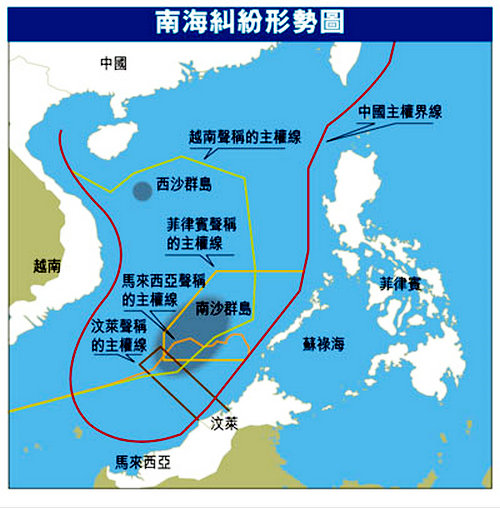 南海糾紛形勢圖
中國
中國主權界線
越南聲稱的主權線
西沙群島
菲律賓聲稱
的主權線
越南
馬來西亞聲稱
的主權線
菲律賓
南沙群島
汶萊聲稱
的主權線
蘇祿海
汶萊
馬來西亞